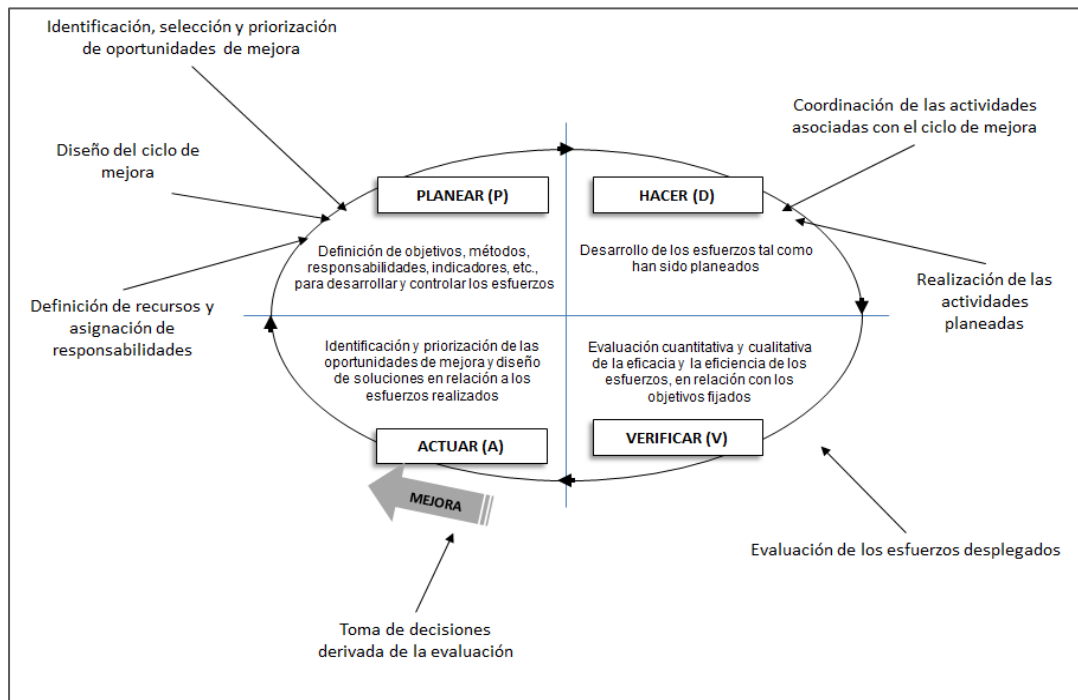 Identificación, selección y priorización
de oportunidades de mejora
Coordinación de las actividades
asociadas con el ciclo de mejora
Diseño del ciclo de
mejora
PLANEAR (P)
HACER (D)
Definición de objetivos, métodos,
responsabilidades, indicadores, etc.,
para desarrollar y controlar los esfuerzos
Desarrollo de los esfuerzos tal como
han sido planeados
Definición de recursos y
asignación de
responsabilidades
Realización de las
actividades
planeadas
Identificación y priorización de las
oportunidades de mejora y diseño
de soluciones en relación a los
esfuerzos realizados
Evaluación cuantitativa y cualitativa
de la eficacia y la eficiencia de los
esfuerzos, en relación con los
objetivos fijados
ACTUAR (A)
VERIFICAR (V)
MEJORA
Evaluación de los esfuerzos desplegados
Toma de decisiones
derivada de la evaluación